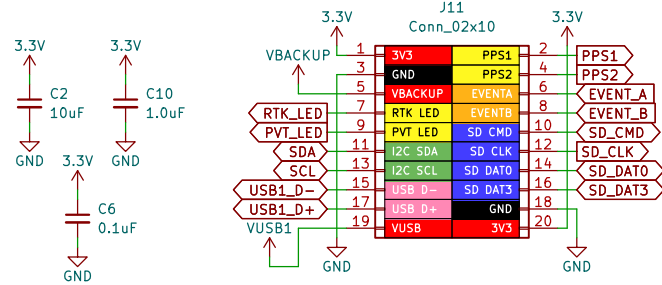 J11
Conn_02x10
3.3V
3.3V
3.3V
3.3V
VBACKUP
C2
10uF
C10
1.0uF
GND
GND
3.3V
C6
0.1uF
GND
1 3V3 PPS1 2 PPS1
3 GND PPS2 4 PPS2
5 VBACKUP EVENTA 6 EVENT_A
RTK_LED 7 RTK LED EVENTB 8 EVENT_B
PVT_LED 9 PVT LED SD CMD 10 SD_CMD
SDA 11 I2C SDA SD CLK 12 SD_CLK
SCL 13 I2C SCL SD DAT0 14 SD_DAT0
USB1_D- 15 USB D- SD DAT3 16 SD_DAT3
USB1_D+ 17 USB D+ GND 18
VUSB1 19 VUSB 3V3 20
GND
GND